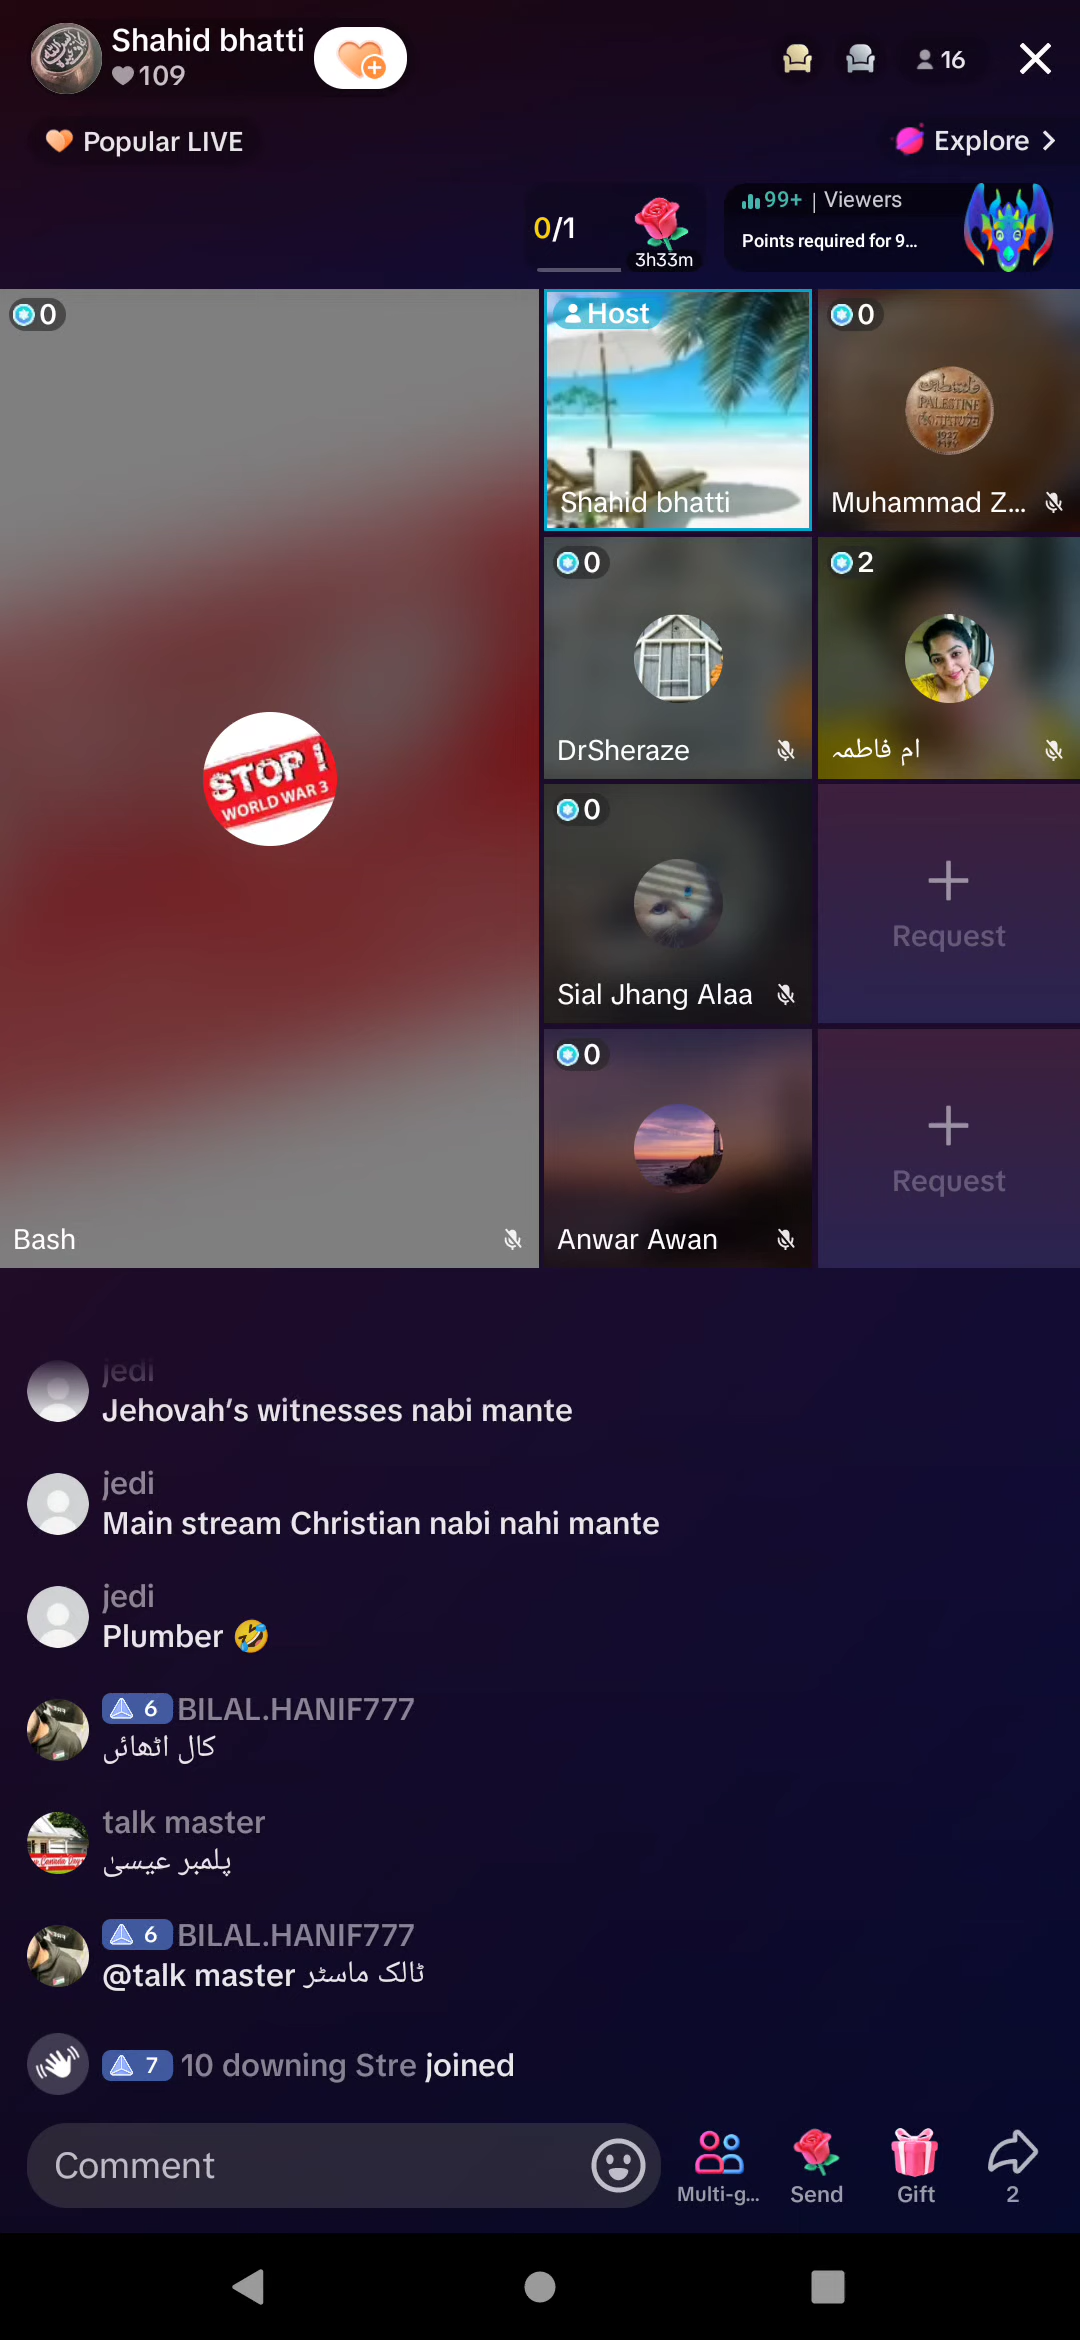 Shahid bhatti
109
16
Popular LIVE
Explore
0/1
3h33m
99+ | Viewers
Points required for 9...
0
Host
Shahid bhatti
0
PALESTINE
1927
Muhammad Z...
STOP !
WORLD WAR 3
Bash
0
DrSheraze
2
ام فاطمہ
0
Sial Jhang Alaa
Request
0
Anwar Awan
Request
jedi
Jehovah's witnesses nabi mante
jedi
Main stream Christian nabi nahi mante
jedi
Plumber 🤣
6 BILAL.HANIF777
کال اٹھائں
talk master
پلمبر عیسیٰ
6 BILAL.HANIF777
@talk master ٹالک ماسٹر
7 10 downing Stre joined
Comment
Multi-g...
Send
Gift
2